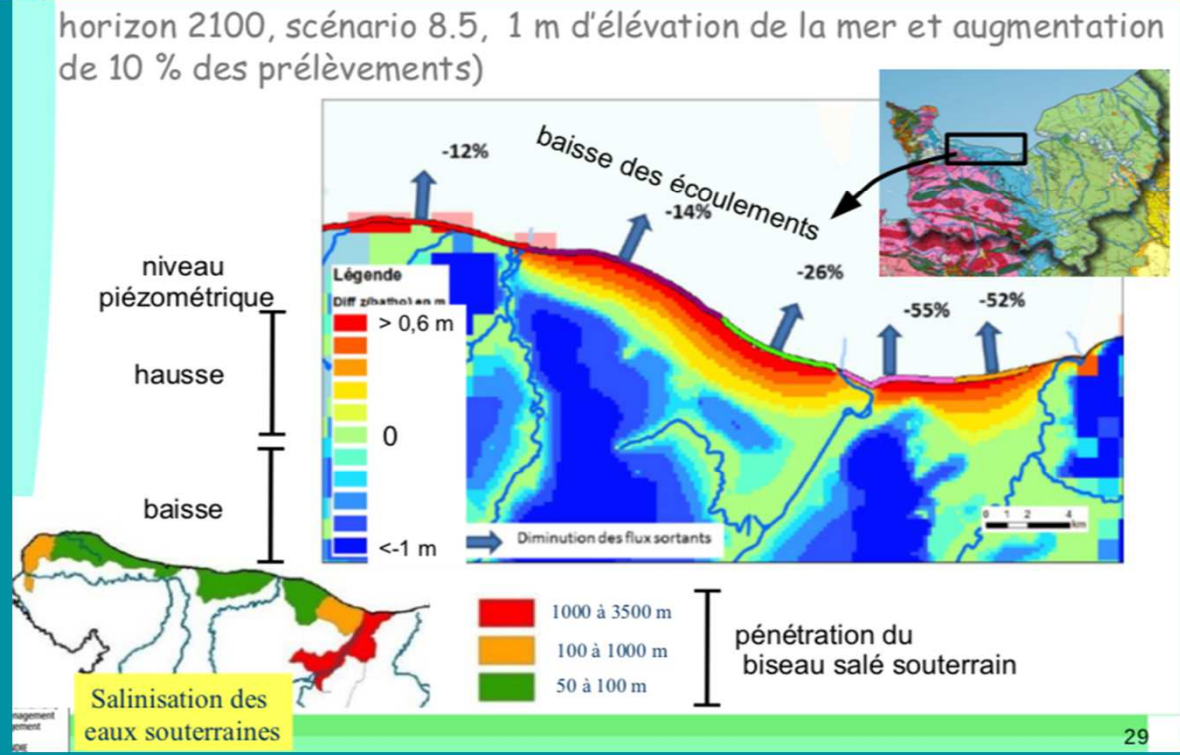 horizon 2100, scénario 8.5, 1 m d'élévation de la mer et augmentation
de 10 % des prélèvements)
baisse des écoulements
-12%
-14%
-26%
-55%
-52%
niveau
piézométrique
hausse
baisse
Légende
> 0,6 m
0
<-1 m
Diminution des flux sortants
0 1 2 4
km
1000 à 3500 m
100 à 1000 m
50 à 100 m
pénétration du
biseau salé souterrain
Salinisation des
eaux souterraines
29